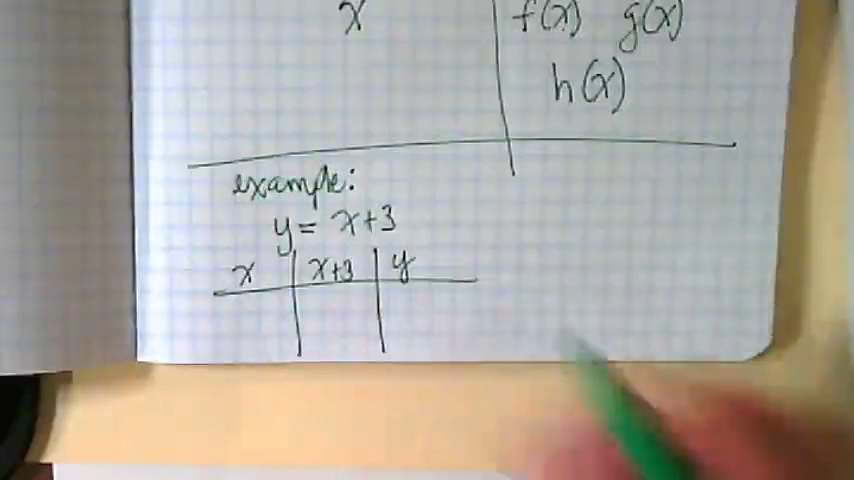 x f(x) g(x)
h(x)
example:
y = x+3
x x+3 y